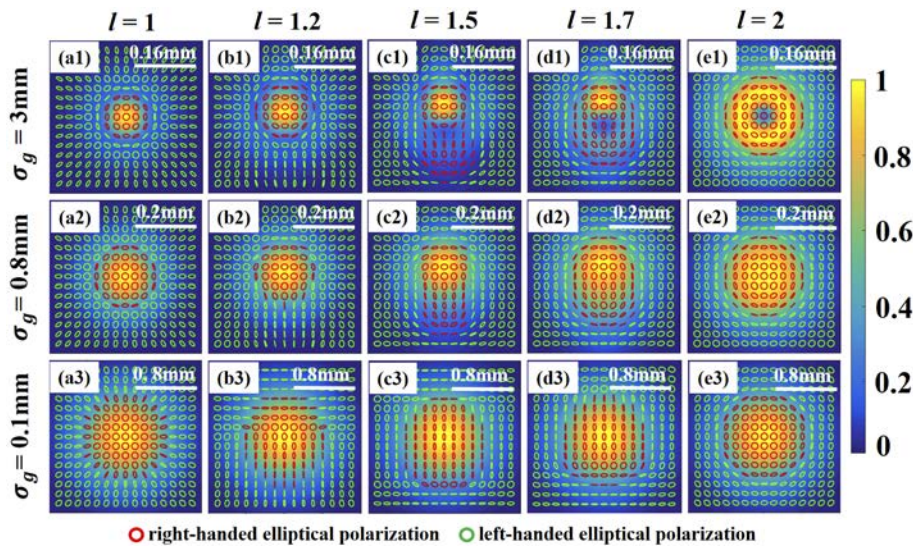 l = 1 l = 1.2 l = 1.5 l = 1.7 l = 2
σg = 3mm
(a1) 0.16mm (b1) 0.16mm (c1) 0.16mm (d1) 0.16mm (e1) 0.16mm
σg = 0.8mm
(a2) 0.2mm (b2) 0.2mm (c2) 0.2mm (d2) 0.2mm (e2) 0.2mm
σg = 0.1mm
(a3) 0.8mm (b3) 0.8mm (c3) 0.8mm (d3) 0.8mm (e3) 0.8mm
1
0.8
0.6
0.4
0.2
0
right-handed elliptical polarization left-handed elliptical polarization